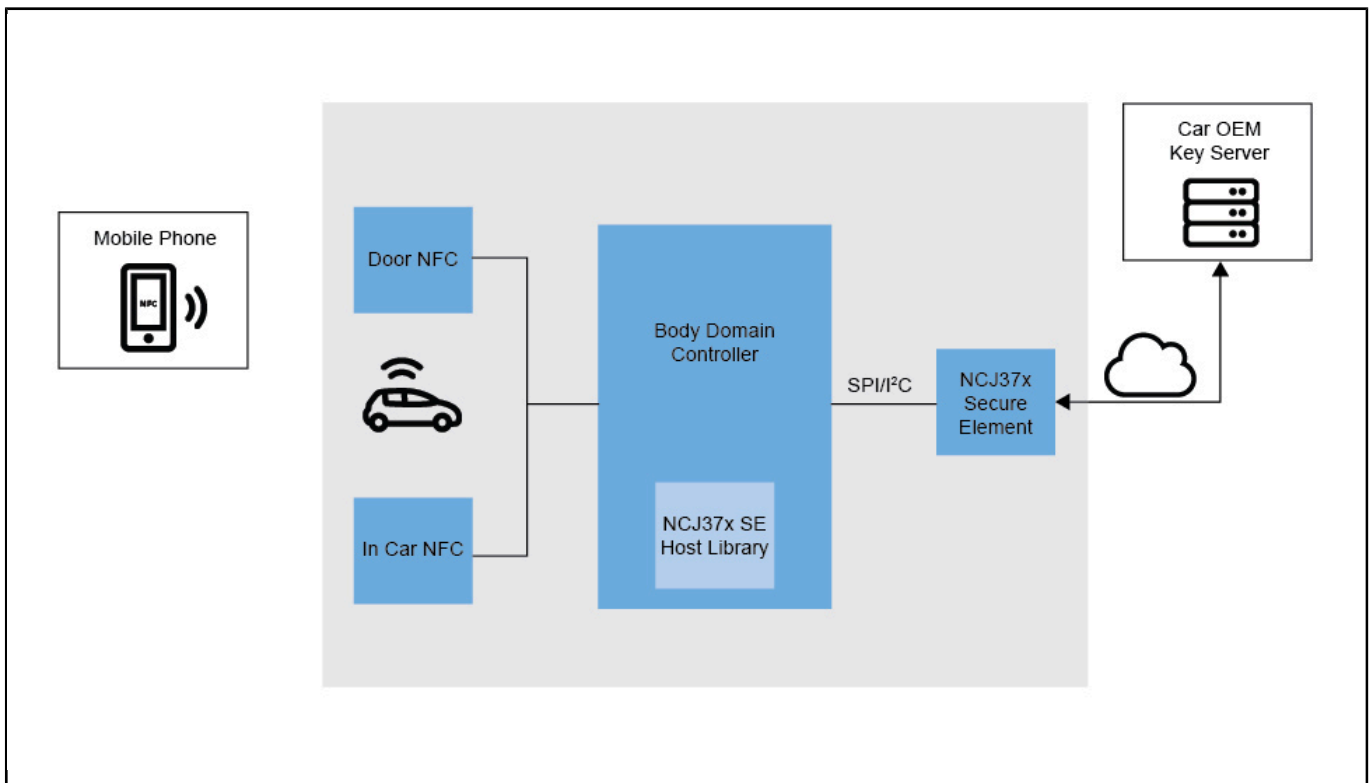 Mobile Phone
NFC
Door NFC
In Car NFC
Body Domain
Controller
NCJ37x SE
Host Library
SPI/I²C
NCJ37x
Secure
Element
Car OEM
Key Server